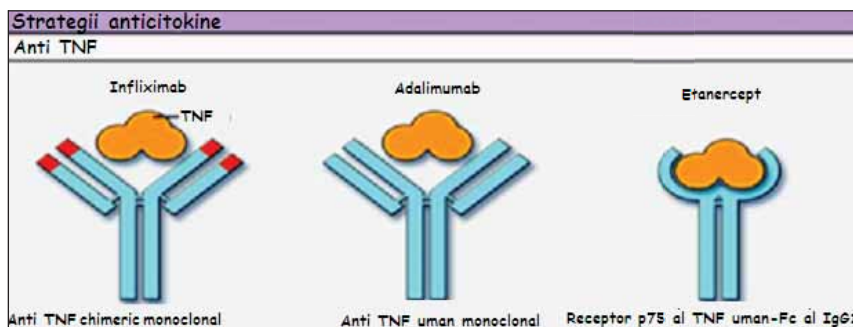 Strategii anticitokine
Anti TNF
Infliximab
Adalimumab
Etanercept
TNF
Anti TNF chimeric monoclonal
Anti TNF uman monoclonal
Receptor p75 al TNF uman-Fc al